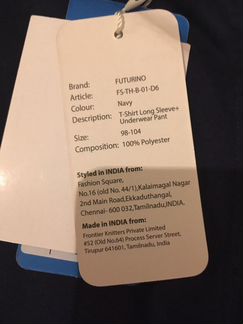 Brand: FUTURINO
Article: FS-TH-B-01-D6
Colour: Navy
Description: T-Shirt Long Sleeve+
Underwear Pant
Size: 98-104
Composition: 100% Polyester
Styled in INDIA from:
Fashion Square,
No.16 (old No. 44/1),Kalaimagal Nagar
2nd Main Road,Ekkaduthangal,
Chennai- 600 032,Tamilnadu,INDIA.
Made in INDIA from:
Frontier Knitters Private Limited
#52 (Old No.64) Process Server Street,
Tirupur 641601, Tamilnadu, India